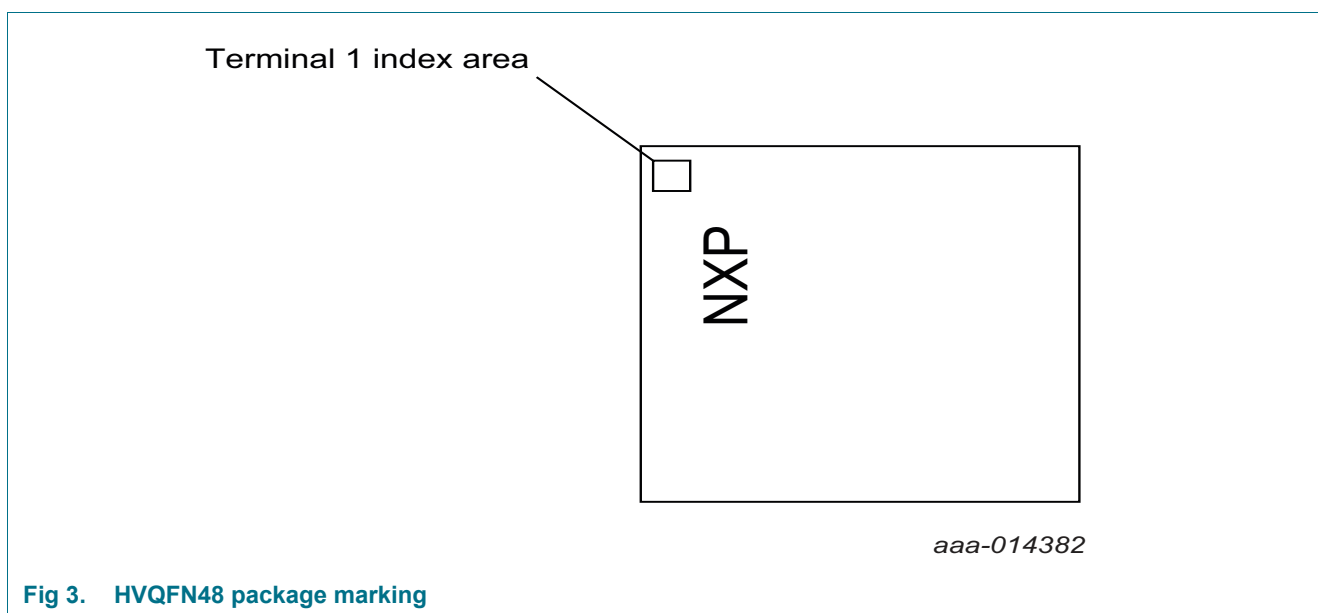 Terminal 1 index area
NXP
aaa-014382
Fig 3. HVQFN48 package marking